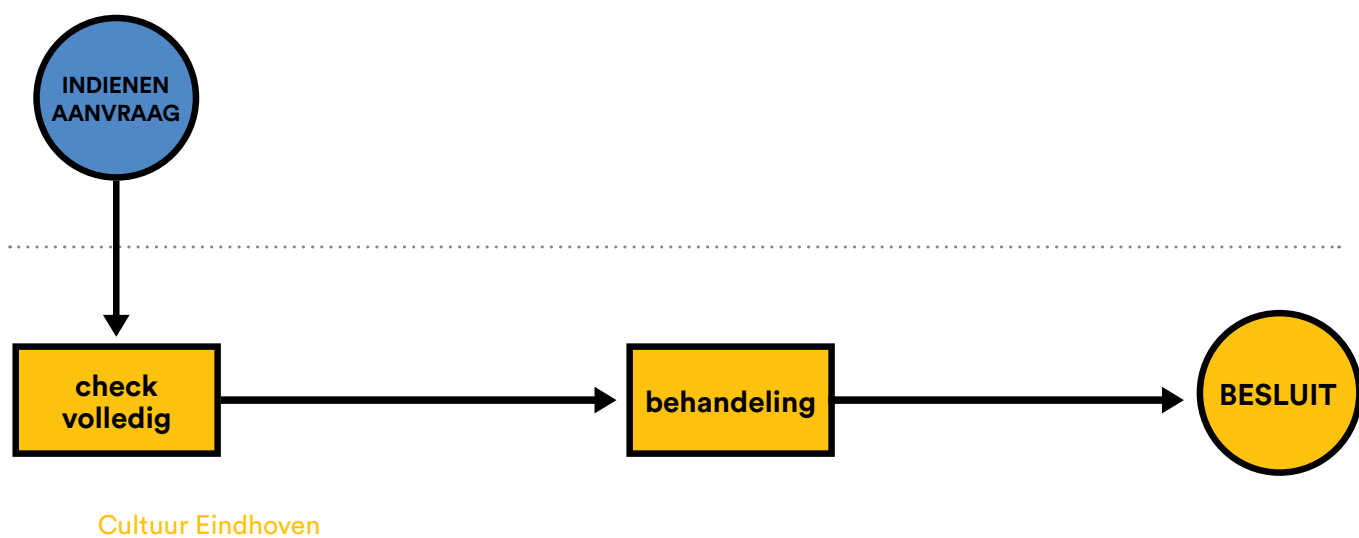 INDIENEN
AANVRAAG
check
volledig
behandeling
BESLUIT
Cultuur Eindhoven